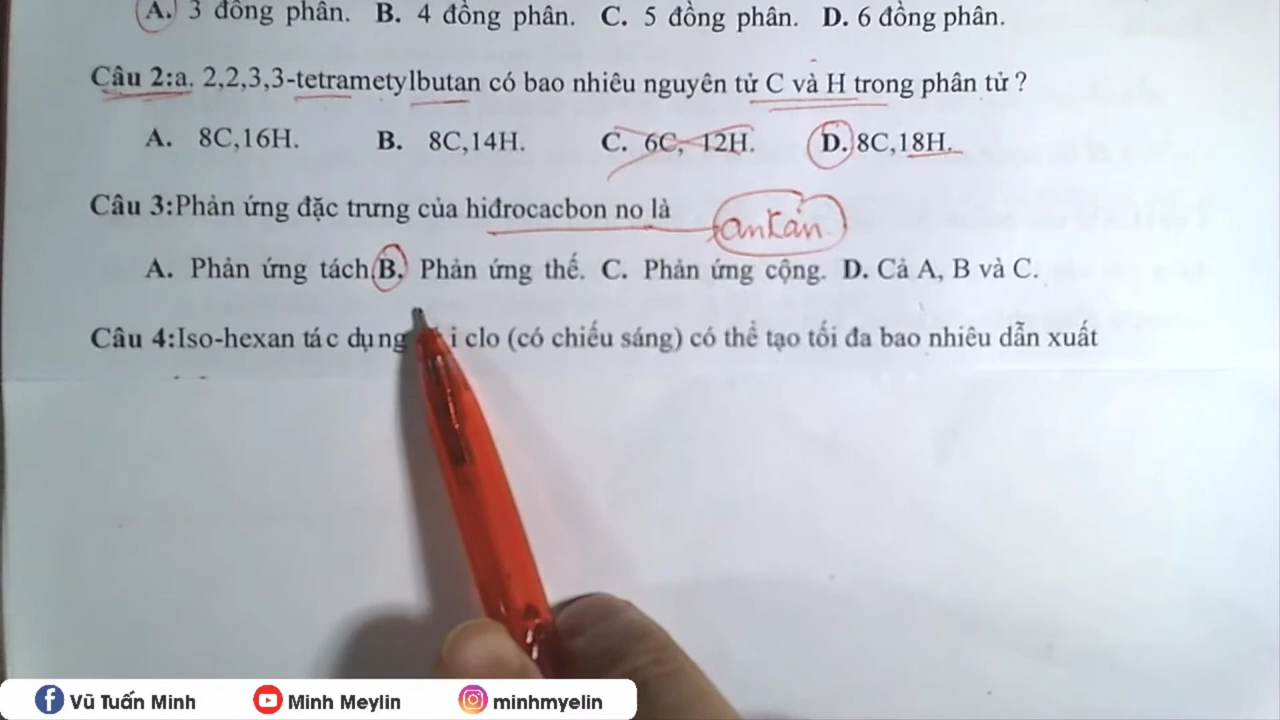 A. 3 đồng phân. B. 4 đồng phân. C. 5 đồng phân. D. 6 đồng phân.
Câu 2:a. 2,2,3,3-tetrametylbutan có bao nhiêu nguyên tử C và H trong phân tử ?
A. 8C,16H. B. 8C,14H. C. 6C, 12H. D. 8C,18H.
Câu 3:Phản ứng đặc trưng của hiđrocacbon no là ankan
A. Phản ứng tách. B. Phản ứng thế. C. Phản ứng cộng. D. Cả A, B và C.
Câu 4:Iso-hexan tác dụng i clo (có chiếu sáng) có thể tạo tối đa bao nhiêu dẫn xuất
Vũ Tuấn Minh Minh Meylin minhmyelin